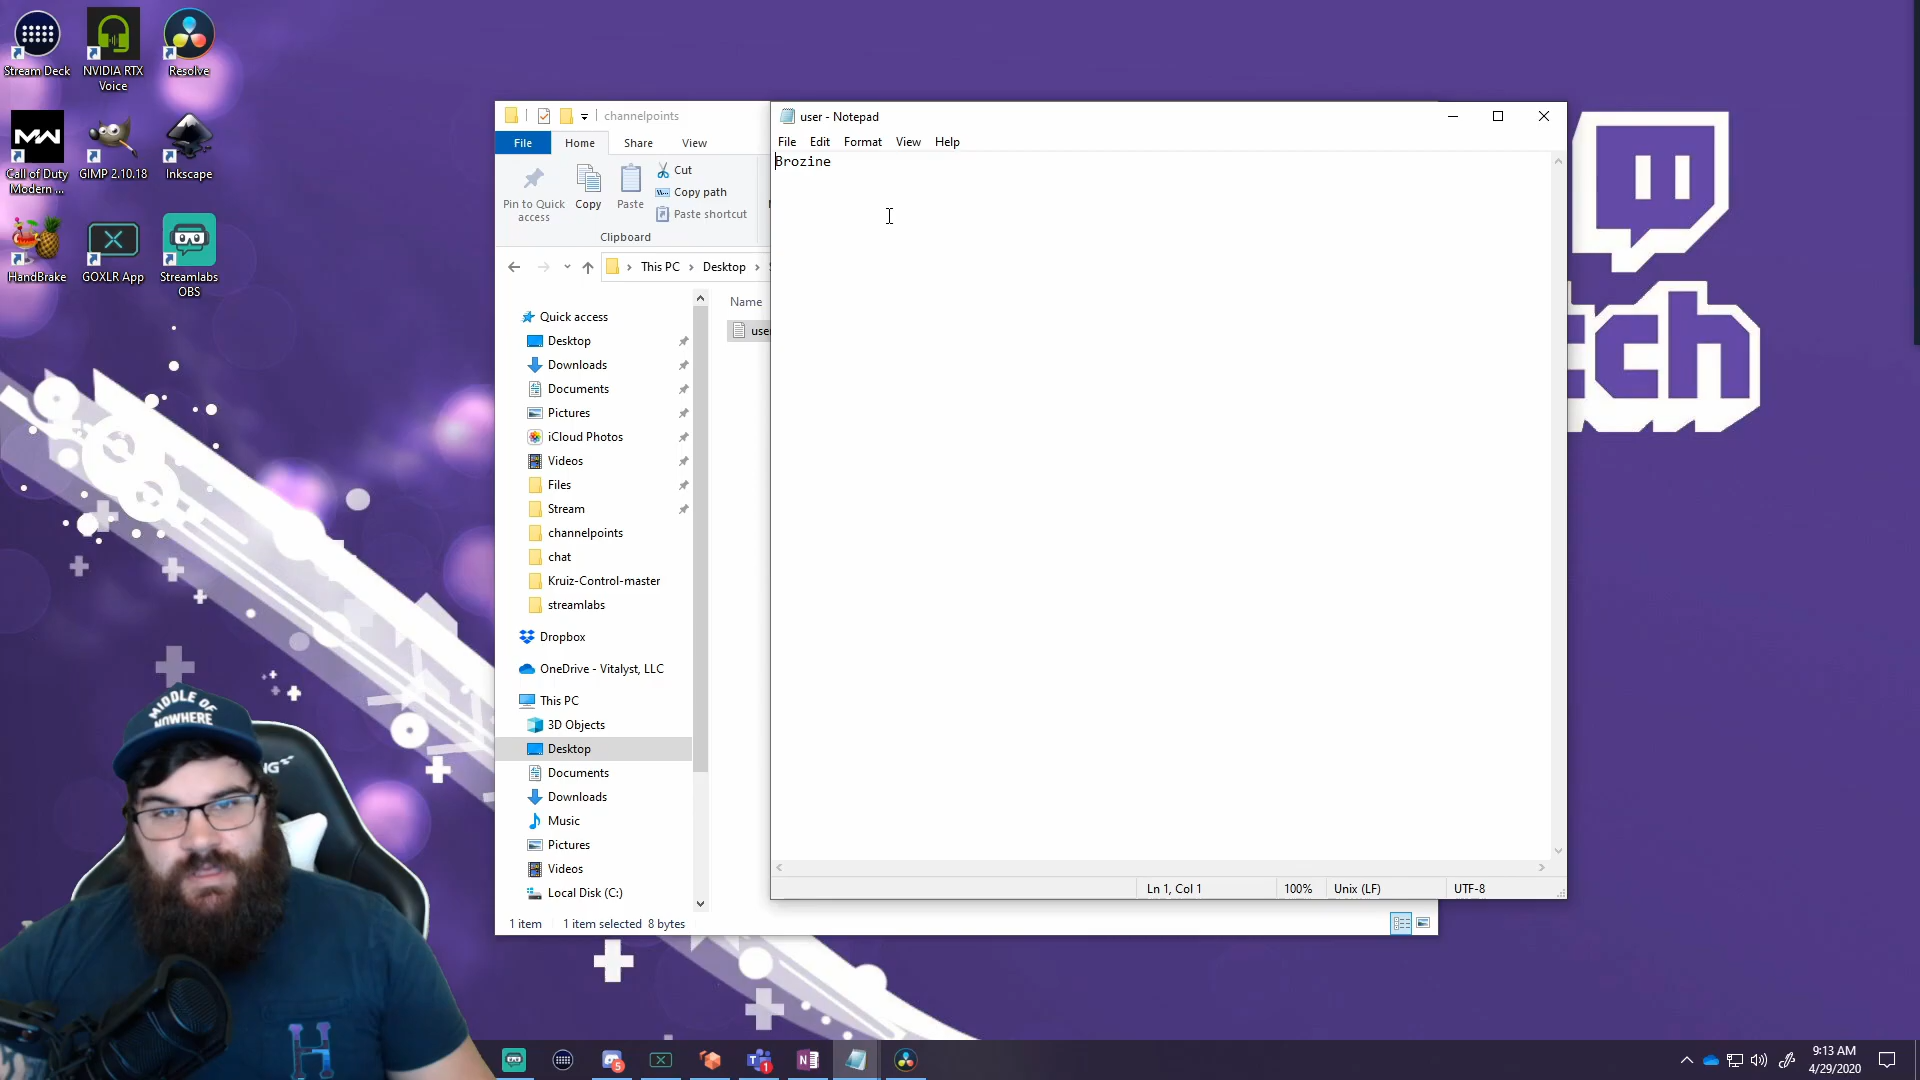 Stream Deck
NVIDIA RTX
Voice
Resolve
Call of Duty
Modern ...
GIMP 2.10.18
Inkscape
HandBrake
GOXLR App
Streamlabs
OBS
channelpoints
File
Home
Share
View
Pin to Quick
access
Copy
Paste
Cut
Copy path
Paste shortcut
Clipboard
This PC
Desktop
Name
user
Quick access
Desktop
Downloads
Documents
Pictures
iCloud Photos
Videos
Files
Stream
channelpoints
chat
Kruiz-Control-master
streamlabs
Dropbox
OneDrive - Vitalyst, LLC
This PC
3D Objects
Desktop
Documents
Downloads
Music
Pictures
Videos
Local Disk (C:)
1 item 1 item selected 8 bytes
user - Notepad
File Edit Format View Help
Brozine
Ln 1, Col 1 100% Unix (LF) UTF-8
tch
MIDDLE OF
NOWHERE
H
5
1
9:13 AM
4/29/2020